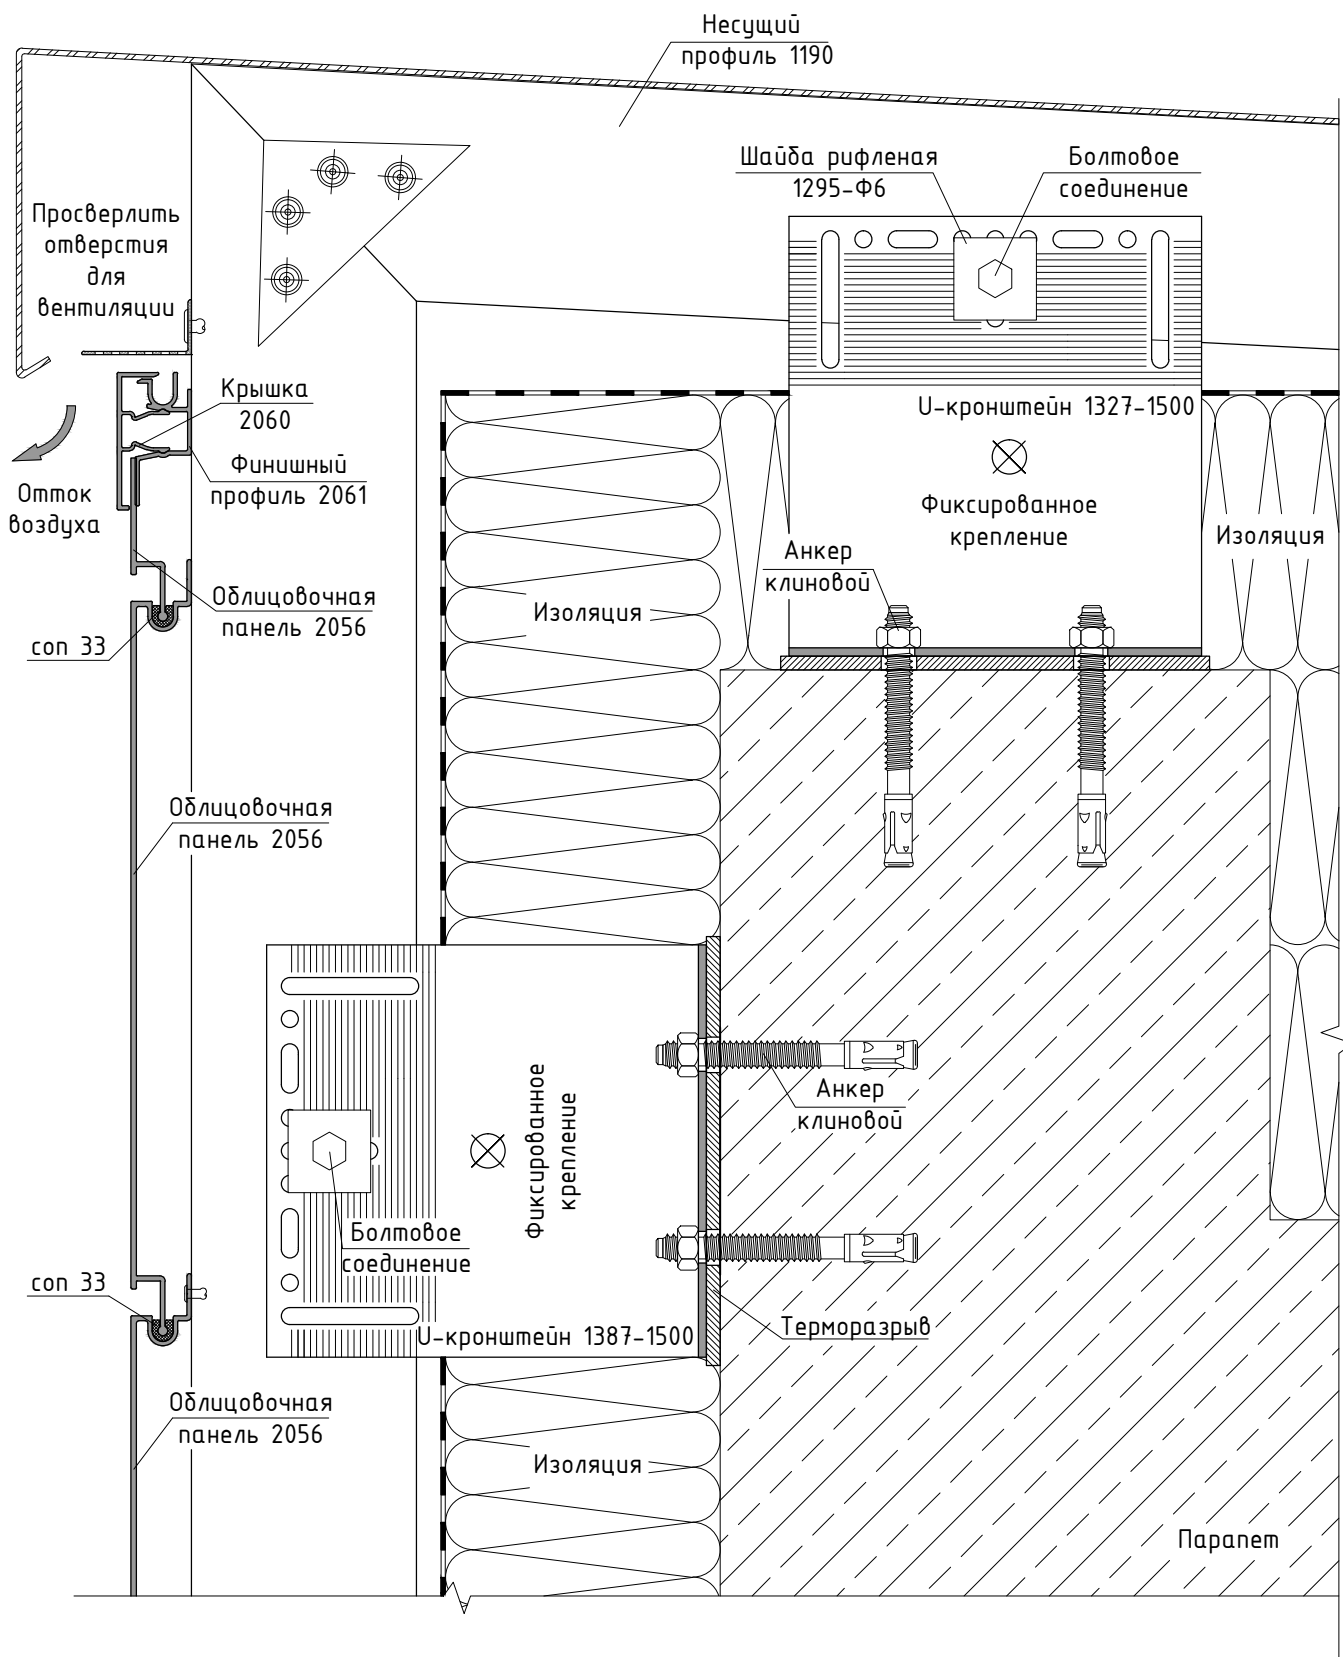 Несущий
профиль 1190
Шайба рифленая
1295-Ф6
Болтовое
соединение
Просверлить
отверстия
для
вентиляции
Крышка
2060
U-кронштейн 1327-1500
Финишный
профиль 2061
Отток
воздуха
Фиксированное
крепление
Изоляция
Анкер
клиновой
Облицовочная
панель 2056
Изоляция
con 33
Облицовочная
панель 2056
Фиксированное
крепление
Анкер
клиновой
Болтовое
соединение
con 33
U-кронштейн 1387-1500
Терморазрыв
Облицовочная
панель 2056
Изоляция
Парапет